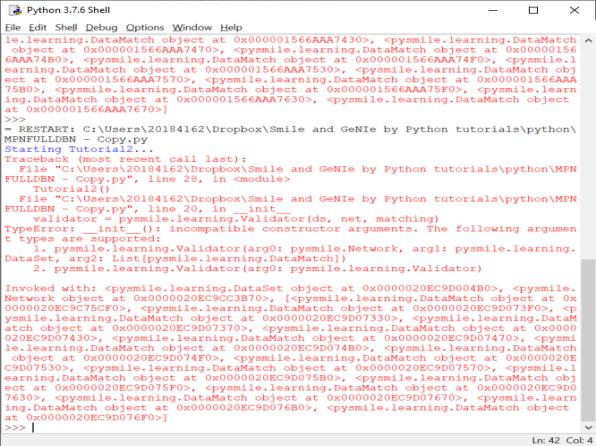 Python 3.7.6 Shell
File Edit Shell Debug Options Window Help
le.learning.DataMatch object at 0x000001566AAA7430>, <pysmile.learning.DataMatch
object at 0x000001566AAA7470>, <pysmile.learning.DataMatch object at 0x00000156
6AAA74B0>, <pysmile.learning.DataMatch object at 0x000001566AAA74F0>, <pysmile.l
earning.DataMatch object at 0x000001566AAA7530>, <pysmile.learning.DataMatch obj
ect at 0x000001566AAA7570>, <pysmile.learning.DataMatch object at 0x000001566AAA
75B0>, <pysmile.learning.DataMatch object at 0x000001566AAA75F0>, <pysmile.learn
ing.DataMatch object at 0x000001566AAA7630>, <pysmile.learning.DataMatch object
at 0x000001566AAA7670>)]
>>>
= RESTART: C:\Users\20184162\Dropbox\Smile and GeNIe by Python tutorials\python\
MPNFULLDBN - Copy.py
Starting Tutorial2...
Traceback (most recent call last):
File "C:\Users\20184162\Dropbox\Smile and GeNIe by Python tutorials\python\MPN
FULLDBN - Copy.py", line 28, in <module>
Tutorial2()
File "C:\Users\20184162\Dropbox\Smile and GeNIe by Python tutorials\python\MPN
FULLDBN - Copy.py", line 20, in __init__
validator = pysmile.learning.Validator(ds, net, matching)
TypeError: __init__(): incompatible constructor arguments. The following argumen
t types are supported:
1. pysmile.learning.Validator(arg0: pysmile.Network, arg1: pysmile.learning.
DataSet, arg2: List[pysmile.learning.DataMatch])
2. pysmile.learning.Validator(arg0: pysmile.learning.Validator)
Invoked with: <pysmile.learning.DataSet object at 0x0000020EC9D004B0>, <pysmile.
Network object at 0x0000020EC9CC3B70>, [<pysmile.learning.DataMatch object at 0x
0000020EC9C75CF0>, <pysmile.learning.DataMatch object at 0x0000020EC9D073F0>, <p
ysmile.learning.DataMatch object at 0x0000020EC9D07330>, <pysmile.learning.DataM
atch object at 0x0000020EC9D07370>, <pysmile.learning.DataMatch object at 0x0000
020EC9D07430>, <pysmile.learning.DataMatch object at 0x0000020EC9D07470>, <pysmi
le.learning.DataMatch object at 0x0000020EC9D074B0>, <pysmile.learning.DataMatch
object at 0x0000020EC9D074F0>, <pysmile.learning.DataMatch object at 0x0000020E
C9D07530>, <pysmile.learning.DataMatch object at 0x0000020EC9D07570>, <pysmile.l
earning.DataMatch object at 0x0000020EC9D075B0>, <pysmile.learning.DataMatch obj
ect at 0x0000020EC9D075F0>, <pysmile.learning.DataMatch object at 0x0000020EC9D0
7630>, <pysmile.learning.DataMatch object at 0x0000020EC9D07670>, <pysmile.learn
ing.DataMatch object at 0x0000020EC9D076B0>, <pysmile.learning.DataMatch object
at 0x0000020EC9D076F0>]
>>>
Ln: 42 Col: 4